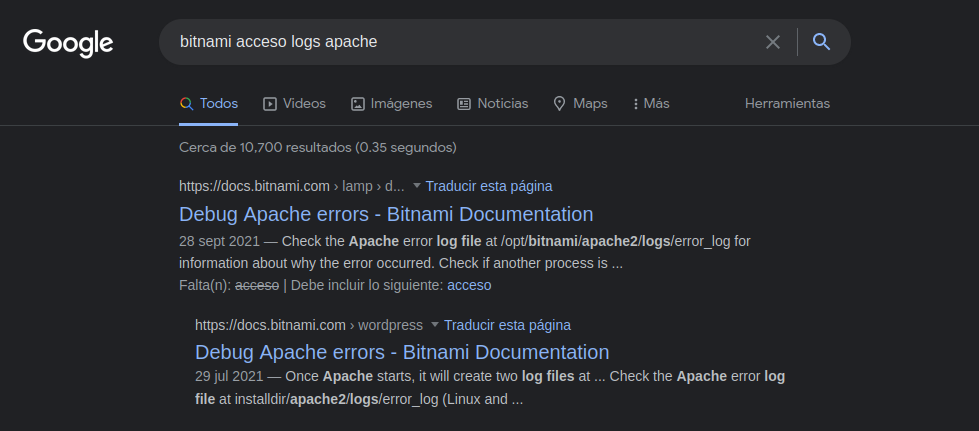 Google
bitnami acceso logs apache
Todos Videos Imágenes Noticias Maps Más Herramientas
Cerca de 10,700 resultados (0.35 segundos)
https://docs.bitnami.com › lamp › d... Traducir esta página
Debug Apache errors - Bitnami Documentation
28 sept 2021 — Check the Apache error log file at /opt/bitnami/apache2/logs/error_log for
information about why the error occurred. Check if another process is ...
Falta(n): acceso | Debe incluir lo siguiente: acceso
https://docs.bitnami.com › wordpress Traducir esta página
Debug Apache errors - Bitnami Documentation
29 jul 2021 — Once Apache starts, it will create two log files at ... Check the Apache error log
file at installdir/apache2/logs/error_log (Linux and ...